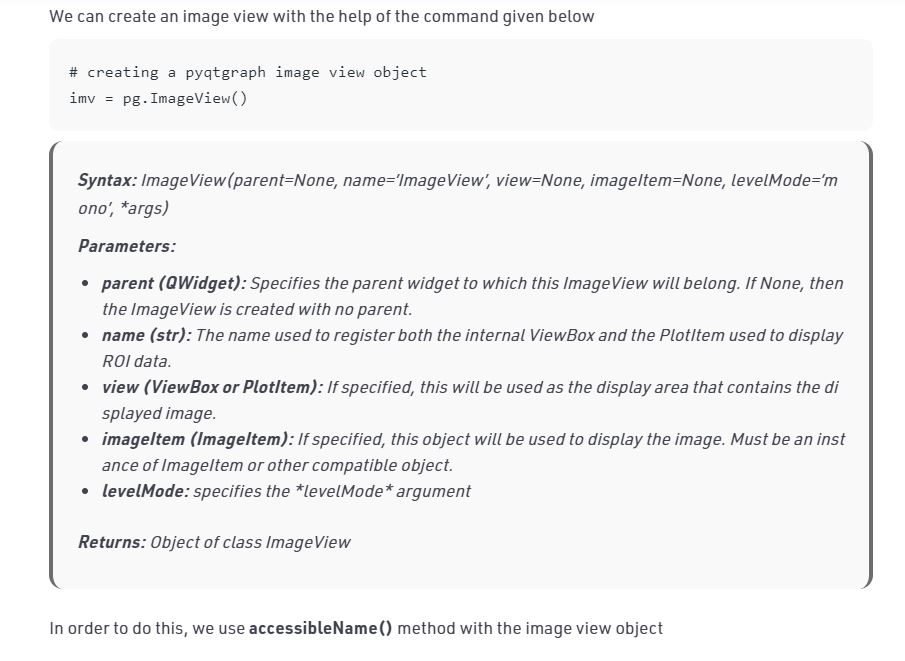 We can create an image view with the help of the command given below
# creating a pyqtgraph image view object
imv = pg.ImageView()
Syntax: ImageView(parent=None, name='ImageView', view=None, imageItem=None, levelMode='m
ono', *args)
Parameters:
• parent (QWidget): Specifies the parent widget to which this ImageView will belong. If None, then
the ImageView is created with no parent.
• name (str): The name used to register both the internal ViewBox and the PlotItem used to display
ROI data.
• view (ViewBox or PlotItem): If specified, this will be used as the display area that contains the di
splayed image.
• imageItem (ImageItem): If specified, this object will be used to display the image. Must be an inst
ance of ImageItem or other compatible object.
• levelMode: specifies the *levelMode* argument
Returns: Object of class ImageView
In order to do this, we use accessibleName() method with the image view object